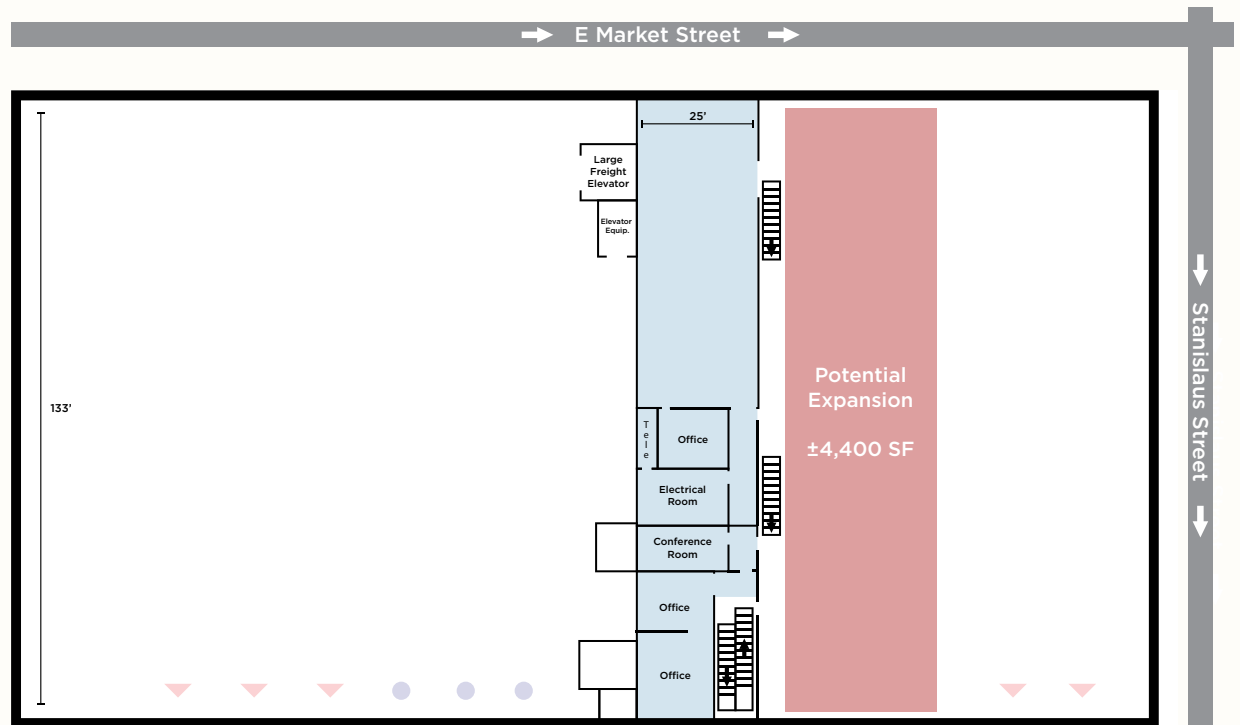 E Market Street
25'
Large
Freight
Elevator
Elevator
Equip.
Potential
Expansion
±4,400 SF
Stanislaus Street
133'
Tele
Office
Electrical
Room
Conference
Room
Office
Office